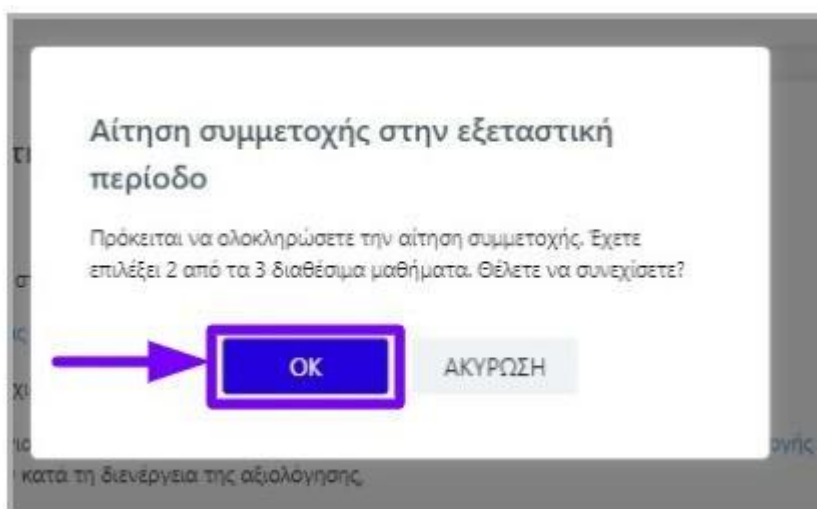 Αίτηση συμμετοχής στην εξεταστική
περίοδο
Πρόκειται να ολοκληρώσετε την αίτηση συμμετοχής. Έχετε
επιλέξει 2 από τα 3 διαθέσιμα μαθήματα. Θέλετε να συνεχίσετε?
OK
ΑΚΥΡΩΣΗ
κατά τη διενέργεια της αξιολόγησης,